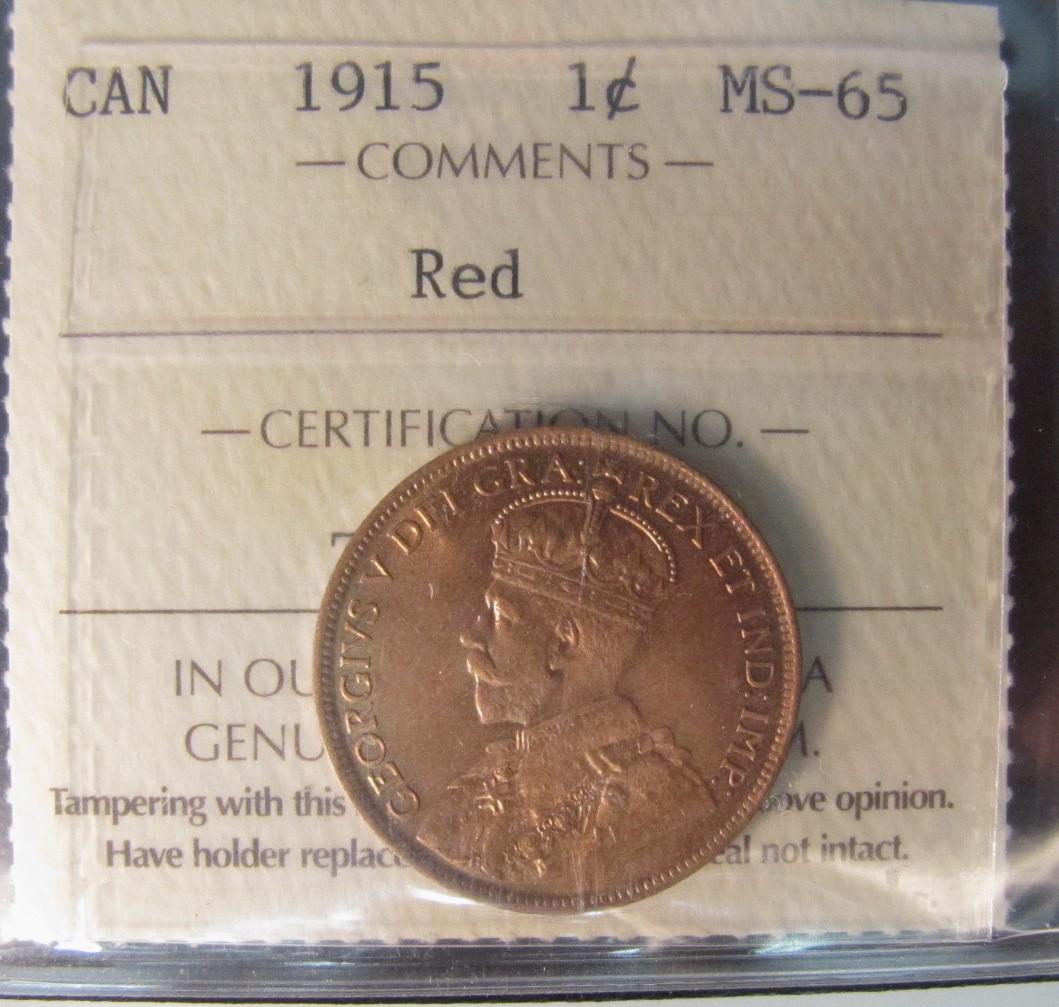 CAN 1915 1¢ MS-65
— COMMENTS —
Red
— CERTIFICATION NO. —
IN OU A
GENU M.
Tampering with this ove opinion.
Have holder replac eal not intact.
GEORGIVS V DEI GRA: REX ET IND: IMP: